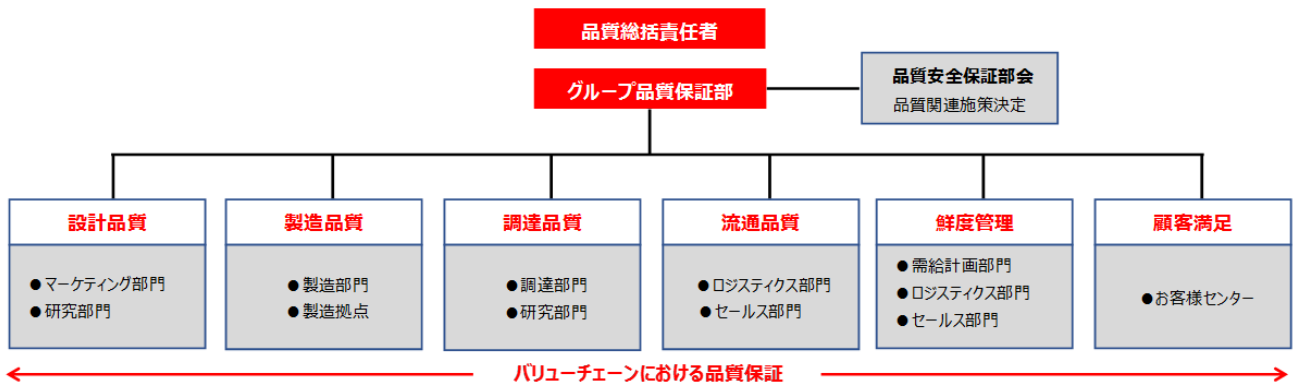 品質総括責任者
グループ品質保証部
品質安全保証部会
品質関連施策決定
設計品質
●マーケティング部門
●研究部門
製造品質
●製造部門
●製造拠点
調達品質
●調達部門
●研究部門
流通品質
●ロジスティクス部門
●セールス部門
鮮度管理
●需給計画部門
●ロジスティクス部門
●セールス部門
顧客満足
●お客様センター
バリューチェーンにおける品質保証